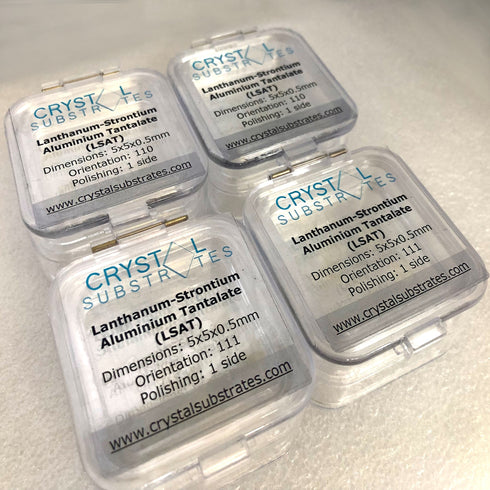 CRYSTAL
SUBSTRATES
Lanthanum-Strontium
Aluminium Tantalate
(LSAT)
Dimensions: 5x5x0.5mm
Orientation: 110
Polishing: 1 side
www.crystalsubstrates.com
CRYSTAL
SUBSTRATES
Lanthanum-Strontium
Aluminium Tantalate
(LSAT)
Dimensions: 5x5x0.5mm
Orientation: 110
Polishing: 1 side
www.crystalsubstrates.com
CRYSTAL
SUBSTRATES
Lanthanum-Strontium
Aluminium Tantalate
(LSAT)
Dimensions: 5x5x0.5mm
Orientation: 111
Polishing: 1 side
www.crystalsubstrates.com
CRYSTAL
SUBSTRATES
Lanthanum-Strontium
Aluminium Tantalate
(LSAT)
Dimensions: 5x5x0.5mm
Orientation: 111
Polishing: 1 side
www.crystalsubstrates.com